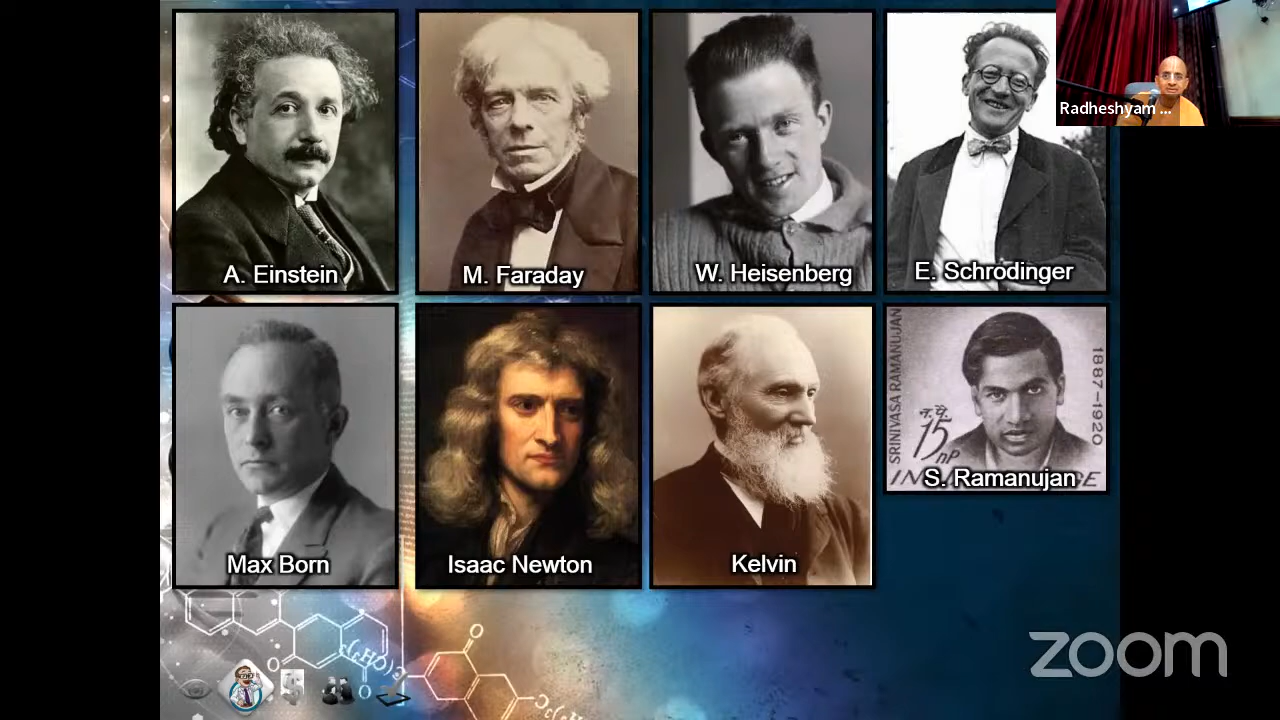 Radheshyam ...
A. Einstein
M. Faraday
W. Heisenberg
E. Schrodinger
Max Born
Isaac Newton
Kelvin
SRINIVASA RAMANUJAN
1887-1920
न.पै.
15
np
S. Ramanujan
O
O
O
O
zoom